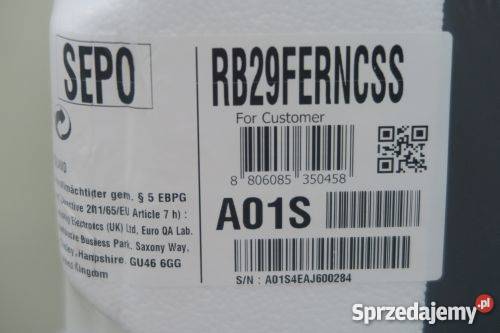 SEPO
RB29FERNCSS
For Customer
8 806085 350458
A01S
S/N : A01S4EAJ600284
gem. § 5 EBPG
Directive 2011/65/EU Article 7 h) :
Electronics (UK) Ltd, Euro QA Lab.
Business Park, Saxony Way,
Hampshire, GU46 6GG
Kingdom
Sprzedajemy.pl